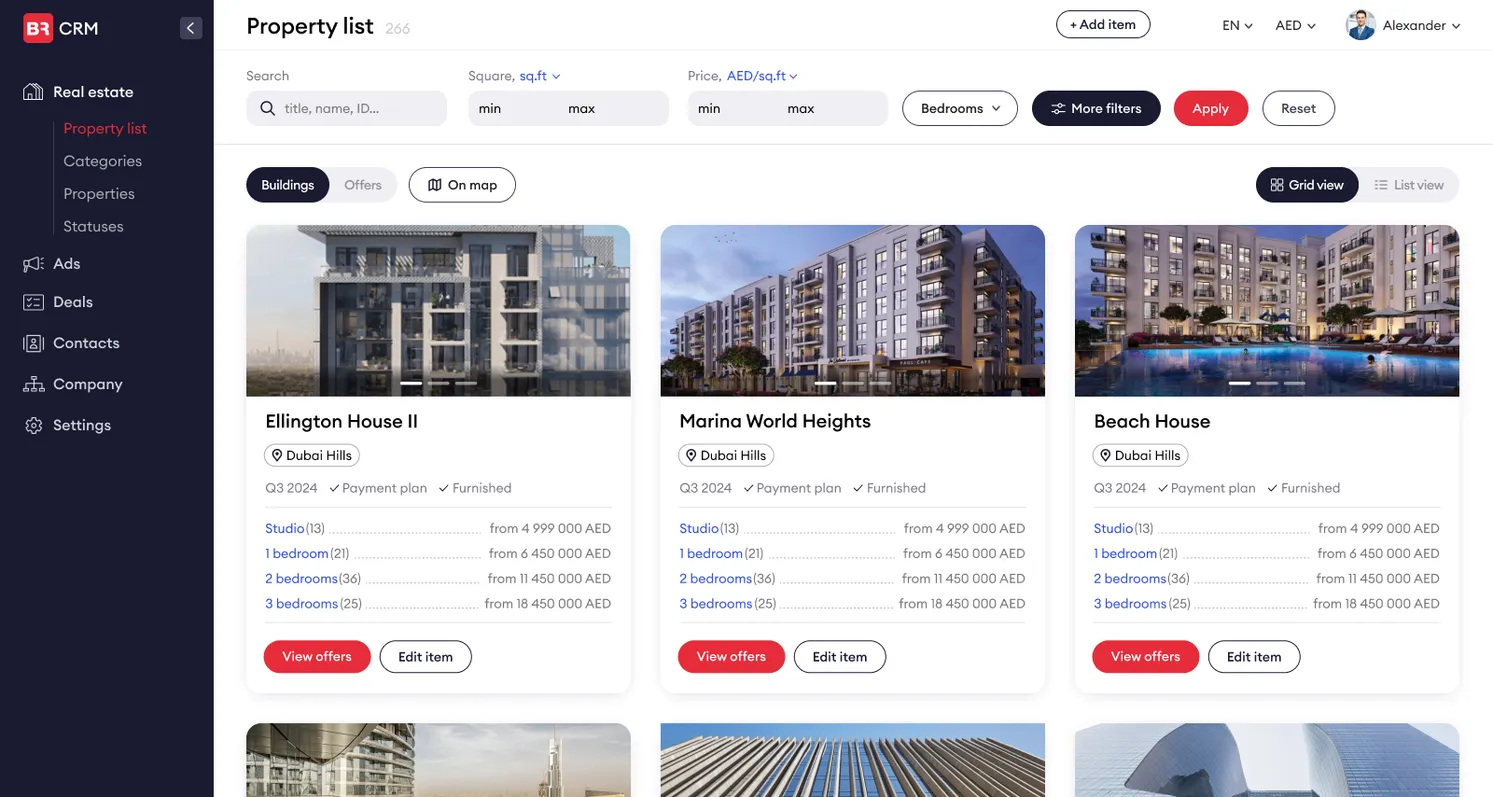 BR CRM
Real estate
Property list
Categories
Properties
Statuses
Ads
Deals
Contacts
Company
Settings
Property list 266
+ Add item
EN
AED
Alexander
Search
title, name, ID...
Square, sq.ft
min max
Price, AED/sq.ft
min max
Bedrooms
More filters
Apply
Reset
Buildings
Offers
On map
Grid view
List view
Ellington House II
Dubai Hills
Q3 2024 Payment plan Furnished
Studio (13) from 4 999 000 AED
1 bedroom (21) from 6 450 000 AED
2 bedrooms (36) from 11 450 000 AED
3 bedrooms (25) from 18 450 000 AED
View offers
Edit item
PAUL CAFE
Marina World Heights
Dubai Hills
Q3 2024 Payment plan Furnished
Studio (13) from 4 999 000 AED
1 bedroom (21) from 6 450 000 AED
2 bedrooms (36) from 11 450 000 AED
3 bedrooms (25) from 18 450 000 AED
View offers
Edit item
Beach House
Dubai Hills
Q3 2024 Payment plan Furnished
Studio (13) from 4 999 000 AED
1 bedroom (21) from 6 450 000 AED
2 bedrooms (36) from 11 450 000 AED
3 bedrooms (25) from 18 450 000 AED
View offers
Edit item